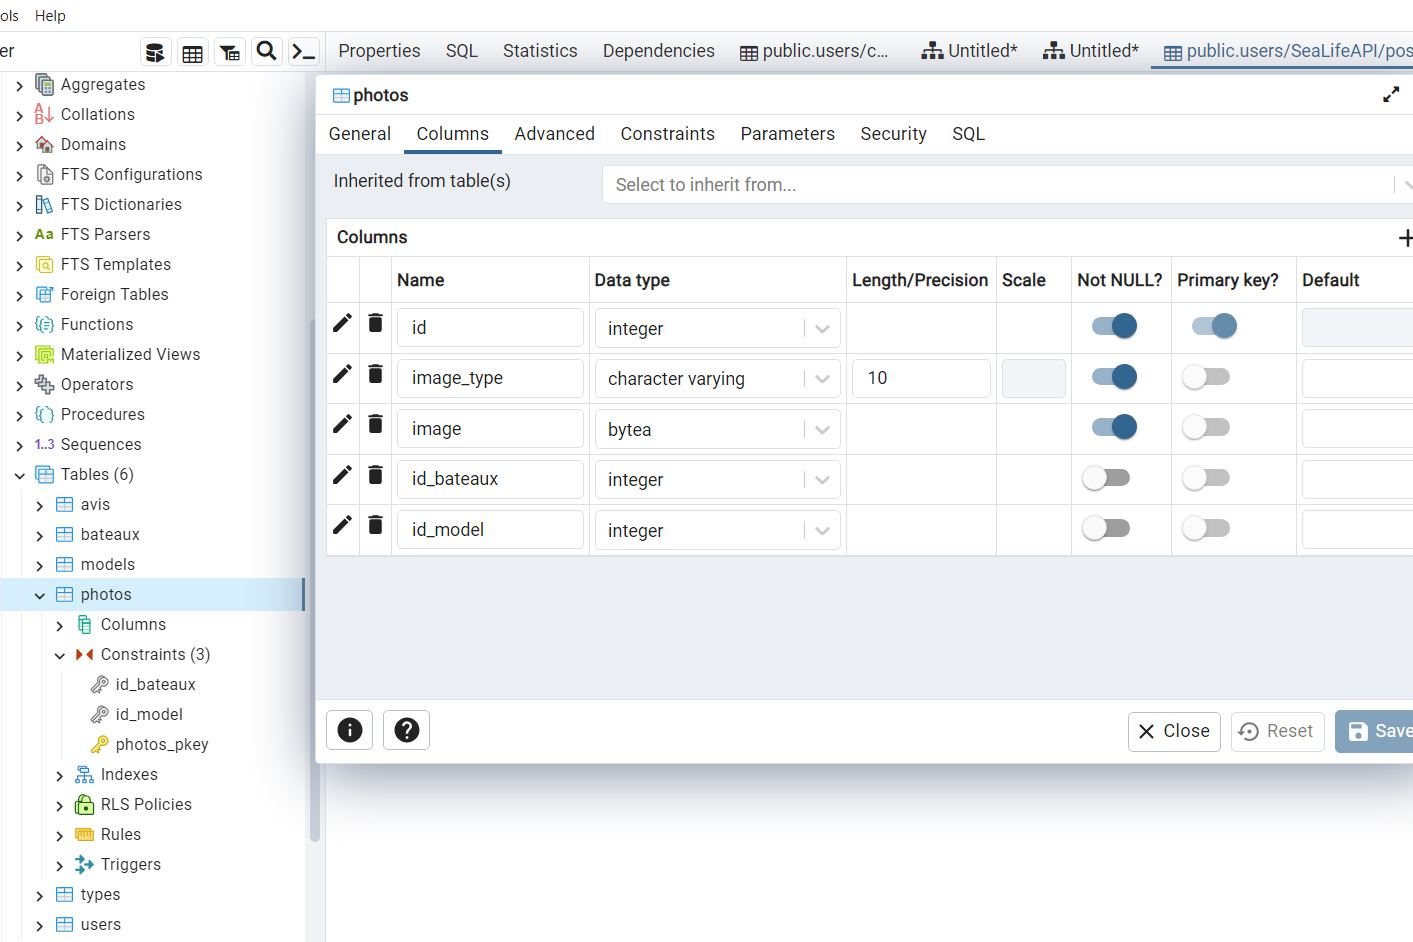 ols Help
er
Properties SQL Statistics Dependencies public.users/c... Untitled* Untitled* public.users/SeaLifeAPI/pos
Aggregates
Collations
Domains
FTS Configurations
FTS Dictionaries
Aa FTS Parsers
FTS Templates
Foreign Tables
Functions
Materialized Views
Operators
Procedures
1..3 Sequences
Tables (6)
avis
bateaux
models
photos
Columns
Constraints (3)
id_bateaux
id_model
photos_pkey
Indexes
RLS Policies
Rules
Triggers
types
users
photos
General Columns Advanced Constraints Parameters Security SQL
Inherited from table(s) Select to inherit from...
Columns
Name Data type Length/Precision Scale Not NULL? Primary key? Default
id integer
image_type character varying 10
image bytea
id_bateaux integer
id_model integer
Close Reset Save